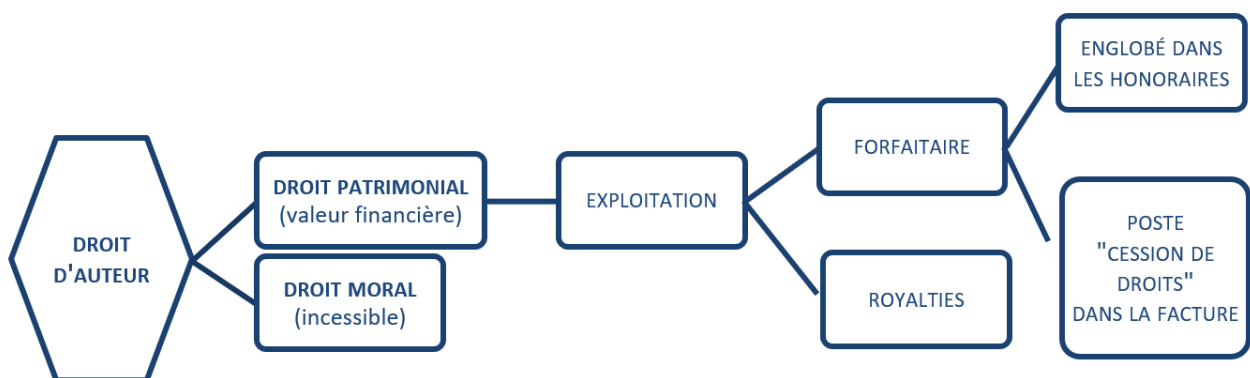 DROIT
D'AUTEUR
DROIT PATRIMONIAL
(valeur financière)
DROIT MORAL
(incessible)
EXPLOITATION
FORFAITAIRE
ROYALTIES
ENGLOBÉ DANS
LES HONORAIRES
POSTE
"CESSION DE
DROITS"
DANS LA FACTURE